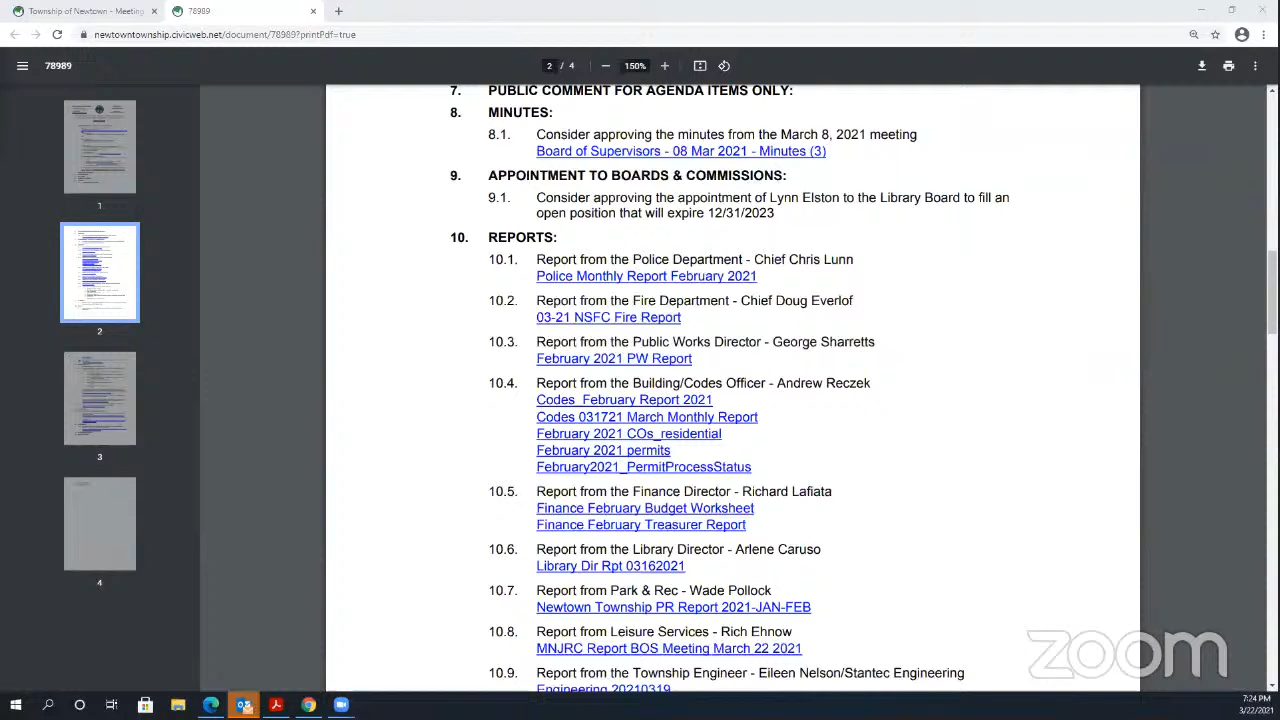 Township of Newtown - Meeting
78989
newtowntownship.civicweb.net/document/78989?printPdf=true
78989
2 / 4
150%
7. PUBLIC COMMENT FOR AGENDA ITEMS ONLY:
8. MINUTES:
8.1. Consider approving the minutes from the March 8, 2021 meeting
Board of Supervisors - 08 Mar 2021 - Minutes (3)
9. APPOINTMENT TO BOARDS & COMMISSIONS:
9.1. Consider approving the appointment of Lynn Elston to the Library Board to fill an
open position that will expire 12/31/2023
10. REPORTS:
10.1. Report from the Police Department - Chief Chris Lunn
Police Monthly Report February 2021
10.2. Report from the Fire Department - Chief Doug Everlof
03-21 NSFC Fire Report
10.3. Report from the Public Works Director - George Sharretts
February 2021 PW Report
10.4. Report from the Building/Codes Officer - Andrew Reczek
Codes_February Report 2021
Codes 031721 March Monthly Report
February 2021 COs_residential
February 2021 permits
February2021_PermitProcessStatus
10.5. Report from the Finance Director - Richard Lafiata
Finance February Budget Worksheet
Finance February Treasurer Report
10.6. Report from the Library Director - Arlene Caruso
Library Dir Rpt 03162021
10.7. Report from Park & Rec - Wade Pollock
Newtown Township PR Report 2021-JAN-FEB
10.8. Report from Leisure Services - Rich Ehnow
MNJRC Report BOS Meeting March 22 2021
10.9. Report from the Township Engineer - Eileen Nelson/Stantec Engineering
Engineering 20210319
1
2
3
4
zoom
7:24 PM
3/22/2021